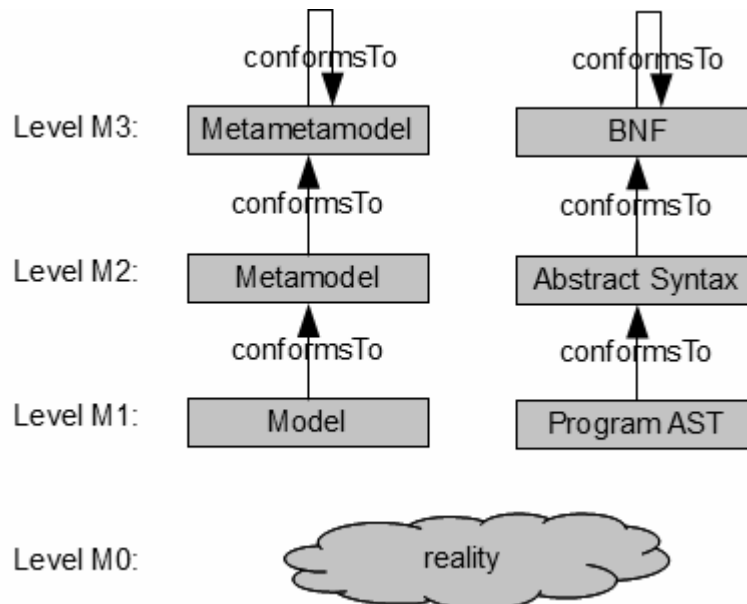 conformsTo conformsTo
Level M3: Metametamodel BNF
conformsTo conformsTo
Level M2: Metamodel Abstract Syntax
conformsTo conformsTo
Level M1: Model Program AST
Level M0: reality